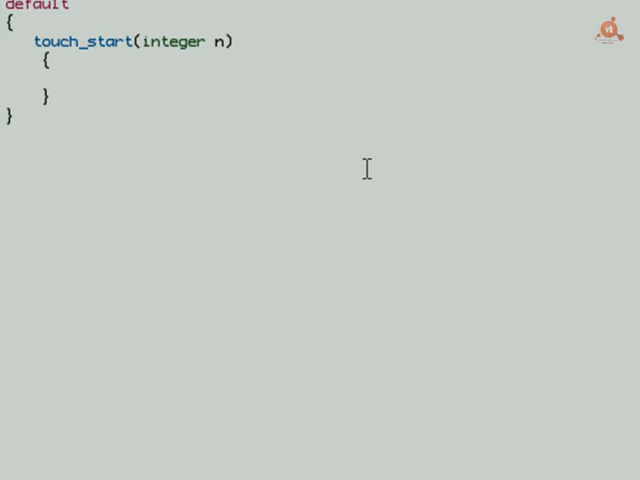 default
{
touch_start(integer n)
{
}
}